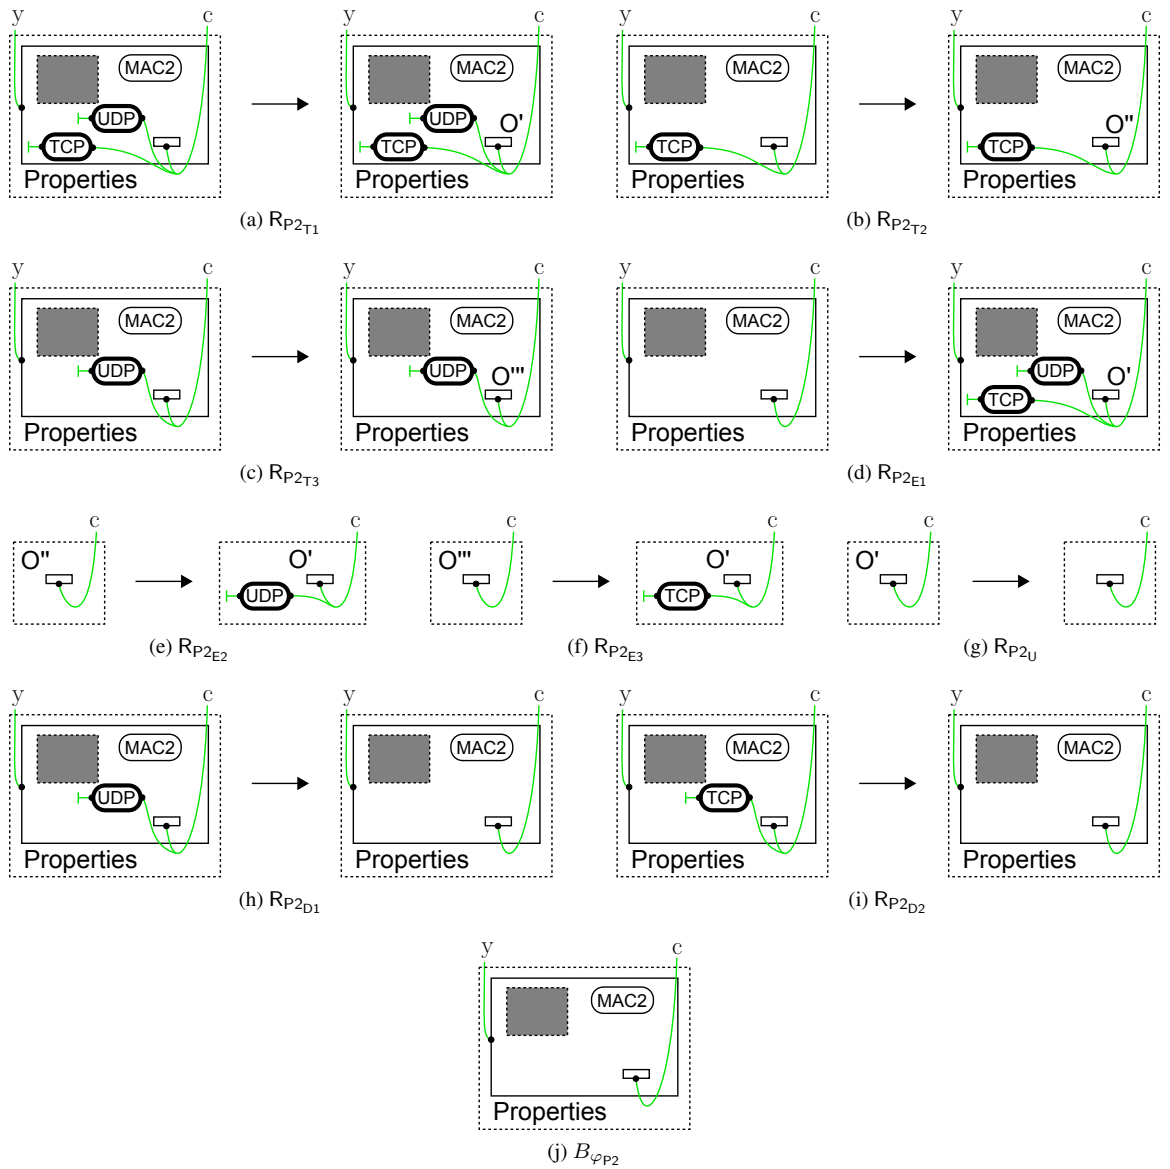 y c y c y c y c
MAC2 MAC2 MAC2 MAC2
UDP UDP
TCP TCP O' TCP TCP O''
Properties Properties Properties Properties
(a) R_{P2_{T1}} (b) R_{P2_{T2}}
y c y c y c y c
MAC2 MAC2 MAC2 MAC2
UDP UDP UDP
O''' TCP O'
Properties Properties Properties Properties
(c) R_{P2_{T3}} (d) R_{P2_{E1}}
c c c c c c
O'' O' O''' O' O'
UDP TCP
(e) R_{P2_{E2}} (f) R_{P2_{E3}} (g) R_{P2_U}
y c y c y c y c
MAC2 MAC2 MAC2 MAC2
UDP TCP
Properties Properties Properties Properties
(h) R_{P2_{D1}} (i) R_{P2_{D2}}
y c
MAC2
Properties
(j) B_{φ_{P2}}